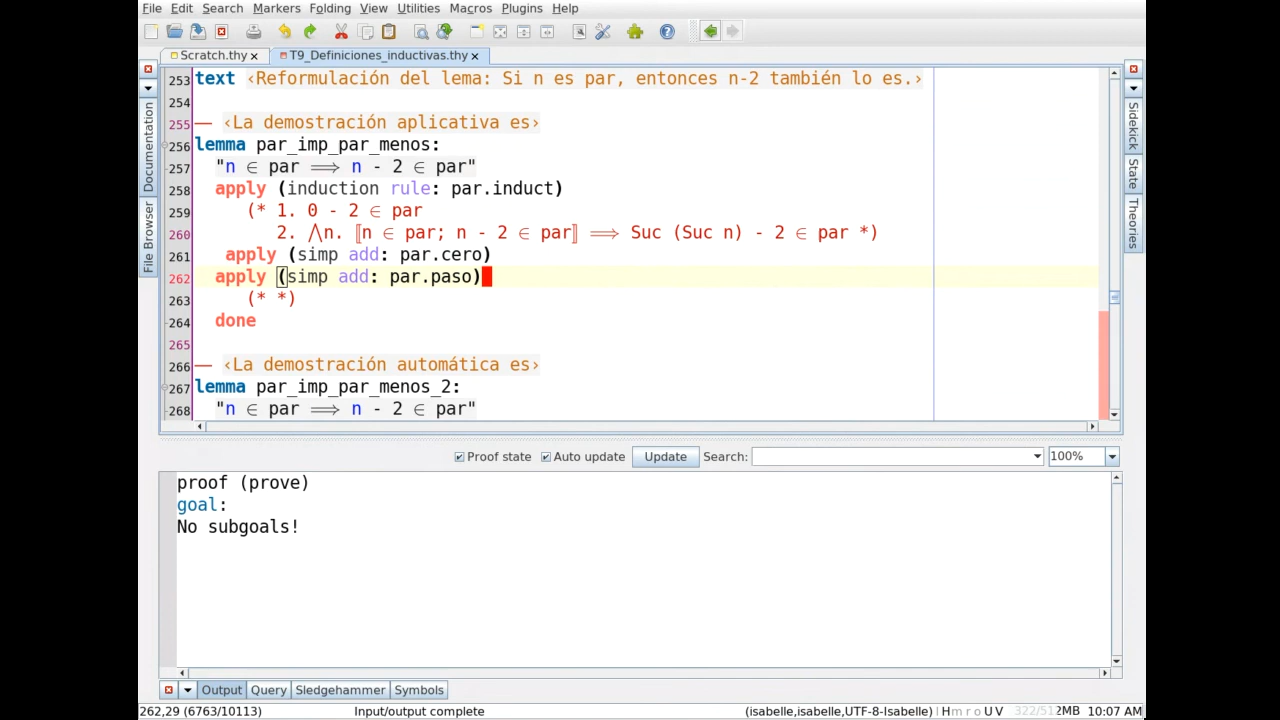 File Edit Search Markers Folding View Utilities Macros Plugins Help
Scratch.thy T9_Definiciones_inductivas.thy
253 text ‹Reformulación del lema: Si n es par, entonces n-2 también lo es.›
254
255 — ‹La demostración aplicativa es›
256 lemma par_imp_par_menos:
257 "n ∈ par ⟹ n - 2 ∈ par"
258 apply (induction rule: par.induct)
259 (* 1. 0 - 2 ∈ par
260 2. ⋀n. ⟦n ∈ par; n - 2 ∈ par⟧ ⟹ Suc (Suc n) - 2 ∈ par *)
261 apply (simp add: par.cero)
262 apply (simp add: par.paso)
263 (* *)
264 done
265
266 — ‹La demostración automática es›
267 lemma par_imp_par_menos_2:
268 "n ∈ par ⟹ n - 2 ∈ par"
Documentation
File Browser
Sidekick
State
Theories
Proof state Auto update Update Search: 100%
proof (prove)
goal:
No subgoals!
Output Query Sledgehammer Symbols
262,29 (6763/10113) Input/output complete (isabelle,isabelle,UTF-8-Isabelle) H m r o U V 322/512MB 10:07 AM